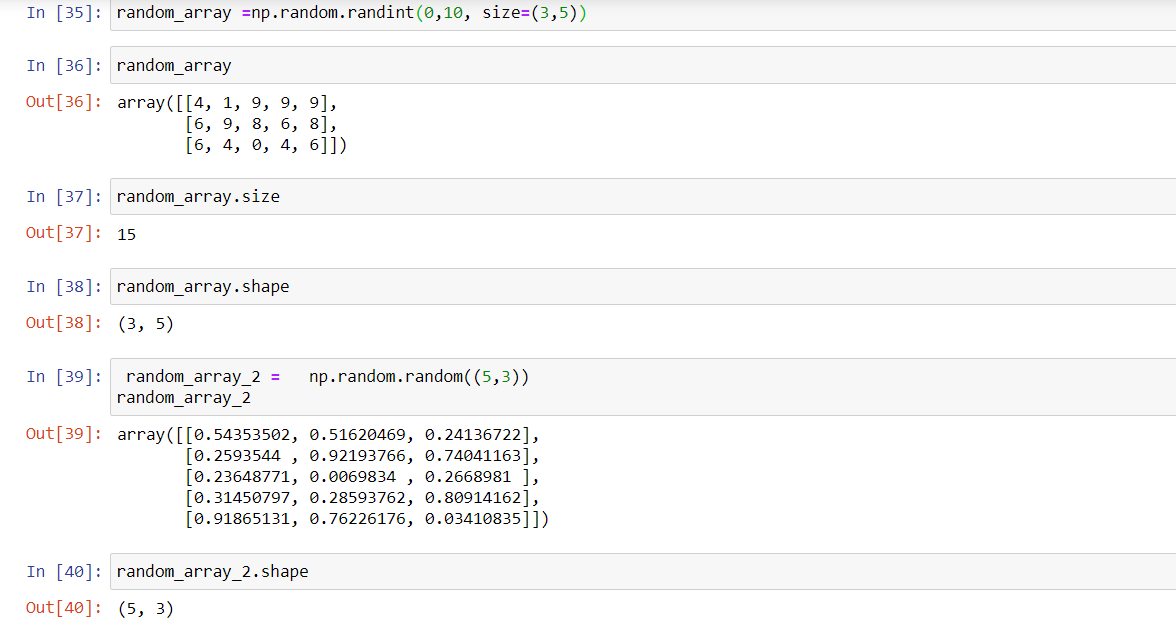 In [35]: random_array =np.random.randint(0,10, size=(3,5))
In [36]: random_array
Out[36]: array([[4, 1, 9, 9, 9],
[6, 9, 8, 6, 8],
[6, 4, 0, 4, 6]])
In [37]: random_array.size
Out[37]: 15
In [38]: random_array.shape
Out[38]: (3, 5)
In [39]: random_array_2 =   np.random.random((5,3))
random_array_2
Out[39]: array([[0.54353502, 0.51620469, 0.24136722],
[0.2593544 , 0.92193766, 0.74041163],
[0.23648771, 0.0069834 , 0.2668981 ],
[0.31450797, 0.28593762, 0.80914162],
[0.91865131, 0.76226176, 0.03410835]])
In [40]: random_array_2.shape
Out[40]: (5, 3)